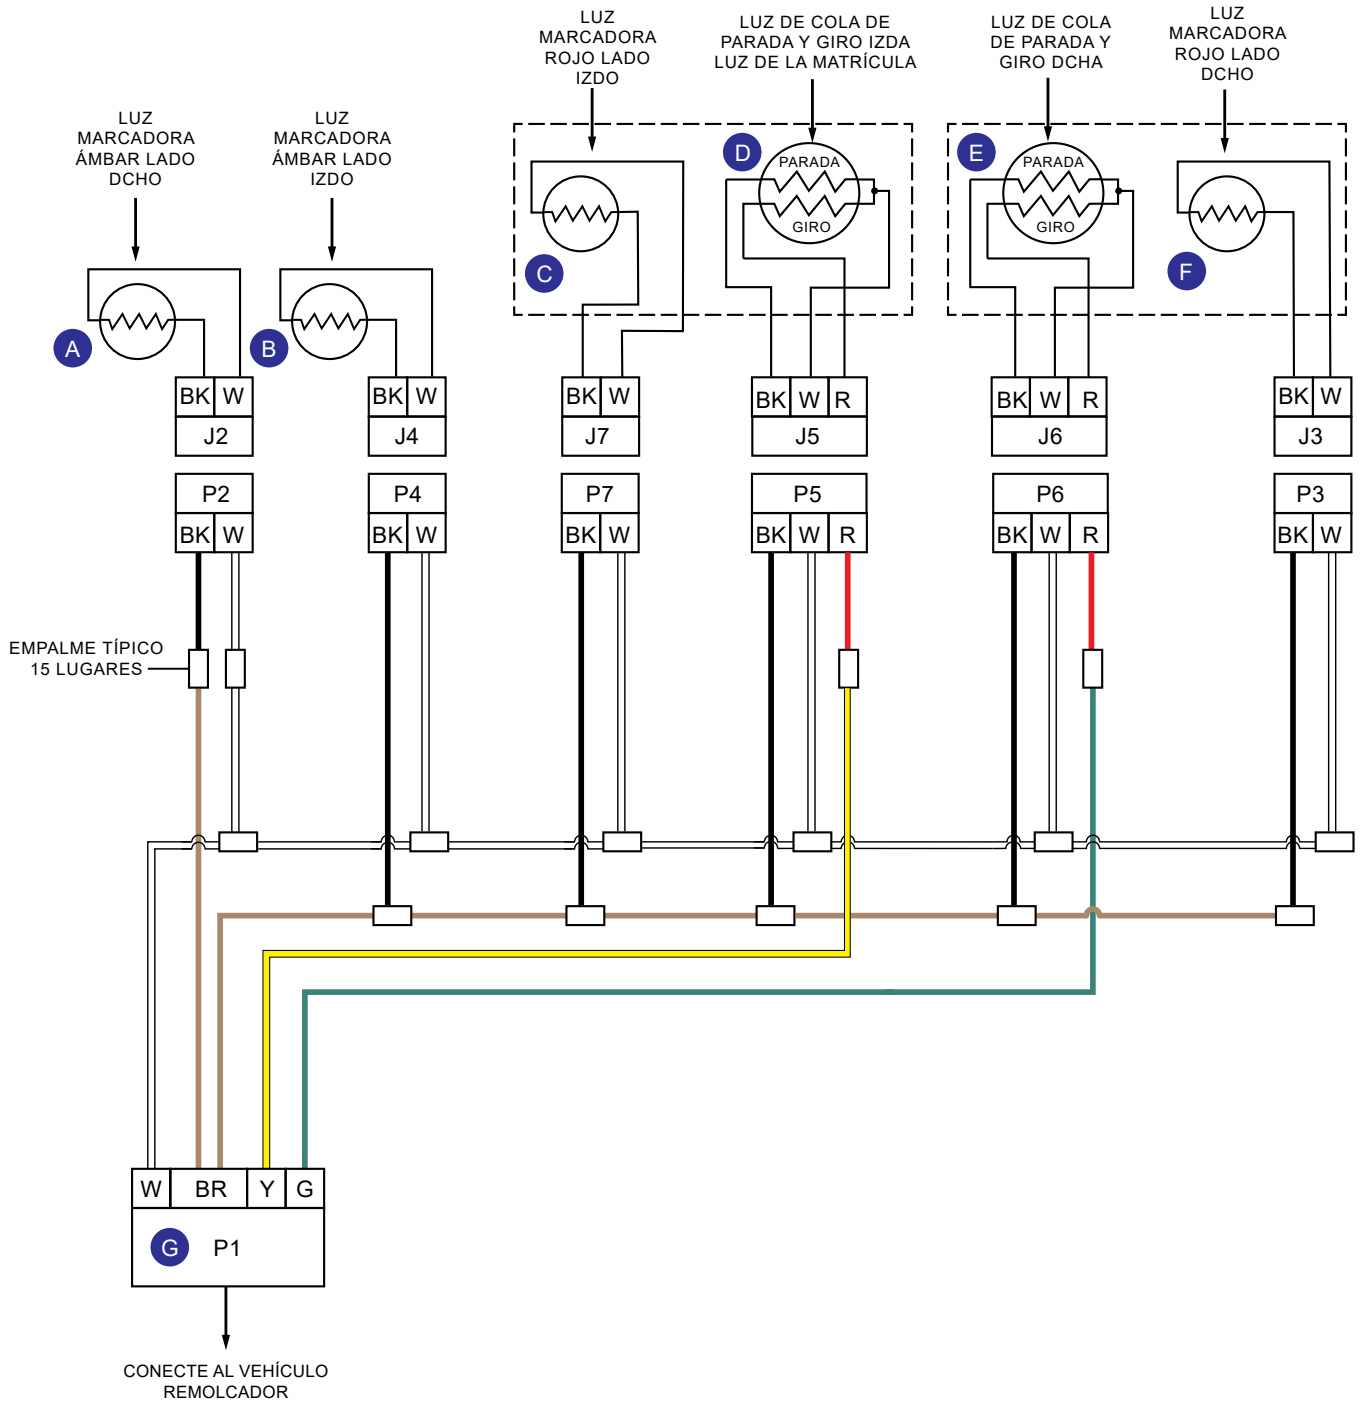 LUZ
MARCADORA
ÁMBAR LADO
DCHO
LUZ
MARCADORA
ÁMBAR LADO
IZDO
LUZ
MARCADORA
ROJO LADO
IZDO
LUZ DE COLA DE
PARADA Y GIRO IZDA
LUZ DE LA MATRÍCULA
LUZ DE COLA
DE PARADA Y
GIRO DCHA
LUZ
MARCADORA
ROJO LADO
DCHO
A
B
C
D
PARADA
GIRO
E
PARADA
GIRO
F
BK W
J2
BK W
J4
BK W
J7
BK W R
J5
BK W R
J6
BK W
J3
P2
BK W
P4
BK W
P7
BK W
P5
BK W R
P6
BK W R
P3
BK W
EMPALME TÍPICO
15 LUGARES
W BR Y G
G P1
CONECTE AL VEHÍCULO
REMOLCADOR